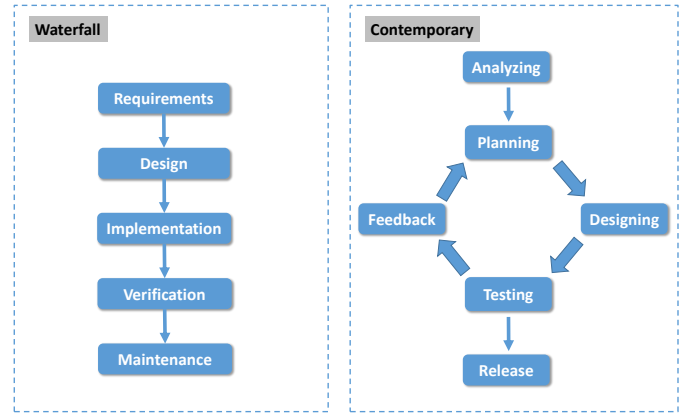 Waterfall
Requirements
Design
Implementation
Verification
Maintenance
Contemporary
Analyzing
Planning
Feedback
Designing
Testing
Release